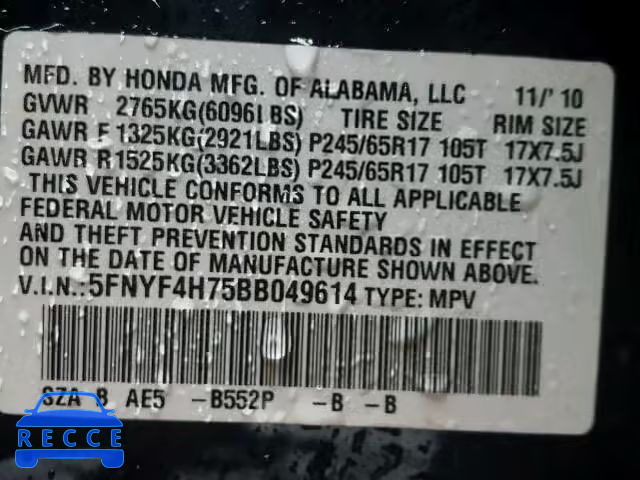 MFD. BY HONDA MFG. OF ALABAMA, LLC 11/' 10
GVWR 2765KG(6096LBS) TIRE SIZE RIM SIZE
GAWR F 1325KG(2921LBS) P245/65R17 105T 17X7.5J
GAWR R 1525KG(3362LBS) P245/65R17 105T 17X7.5J
THIS VEHICLE CONFORMS TO ALL APPLICABLE
FEDERAL MOTOR VEHICLE SAFETY
AND THEFT PREVENTION STANDARDS IN EFFECT
ON THE DATE OF MANUFACTURE SHOWN ABOVE.
V.I.N.:5FNYF4H75BB049614 TYPE: MPV
SZA B AE5 -B552P -B -B
RECCE